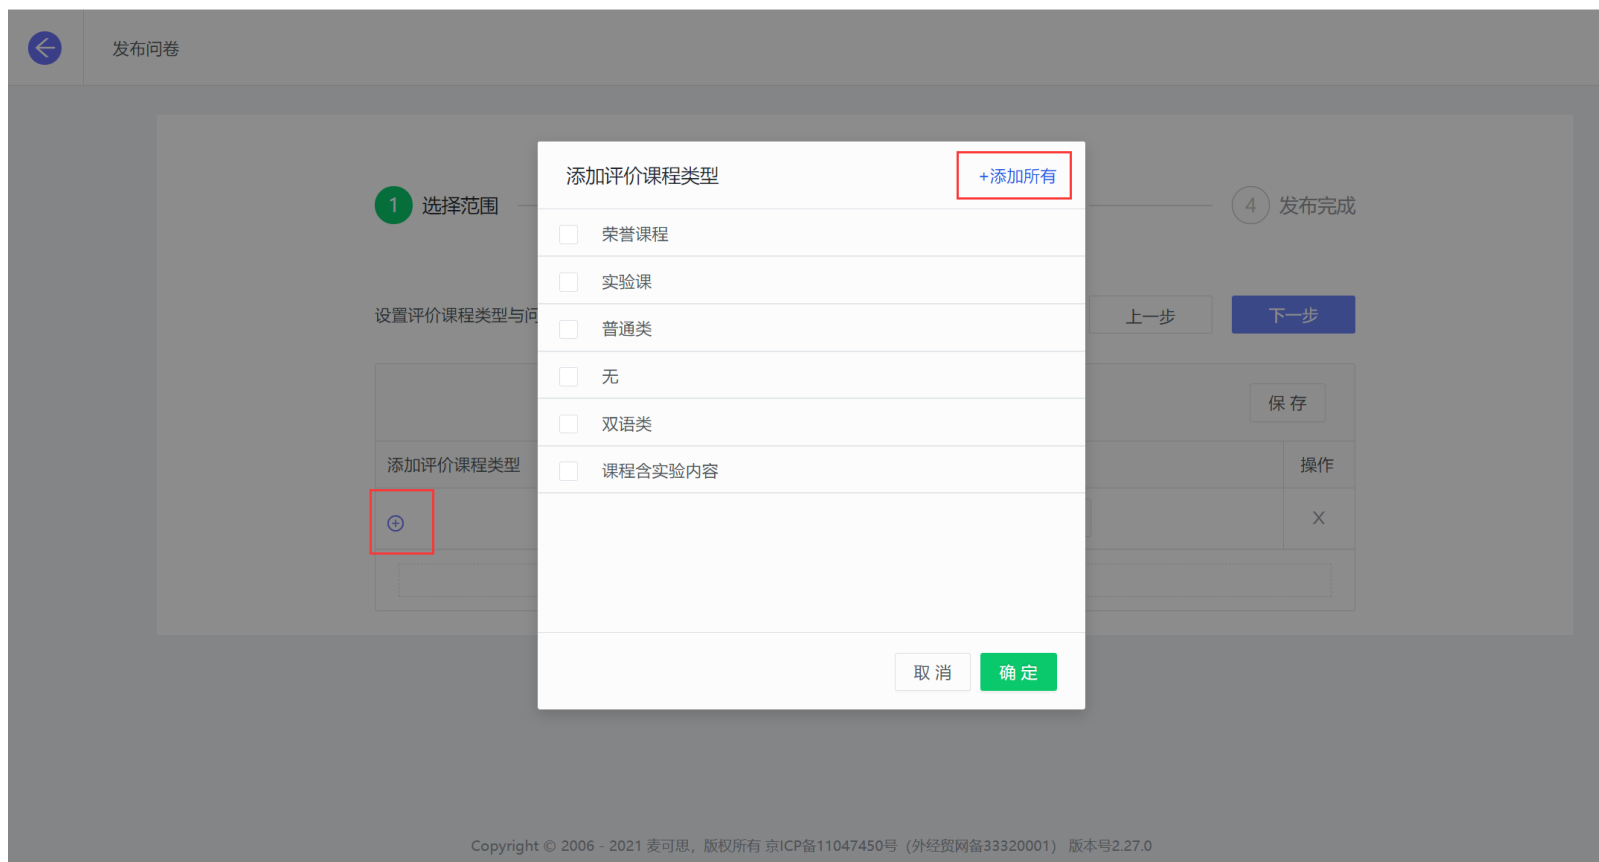 发布问卷
添加评价课程类型
+添加所有
1 选择范围
4 发布完成
荣誉课程
实验课
设置评价课程类型与问
上一步
下一步
普通类
无
保 存
双语类
添加评价课程类型
操作
课程含实验内容
X
取 消
确 定
Copyright © 2006 - 2021 麦可思，版权所有 京ICP备11047450号（外经贸网备33320001） 版本号2.27.0